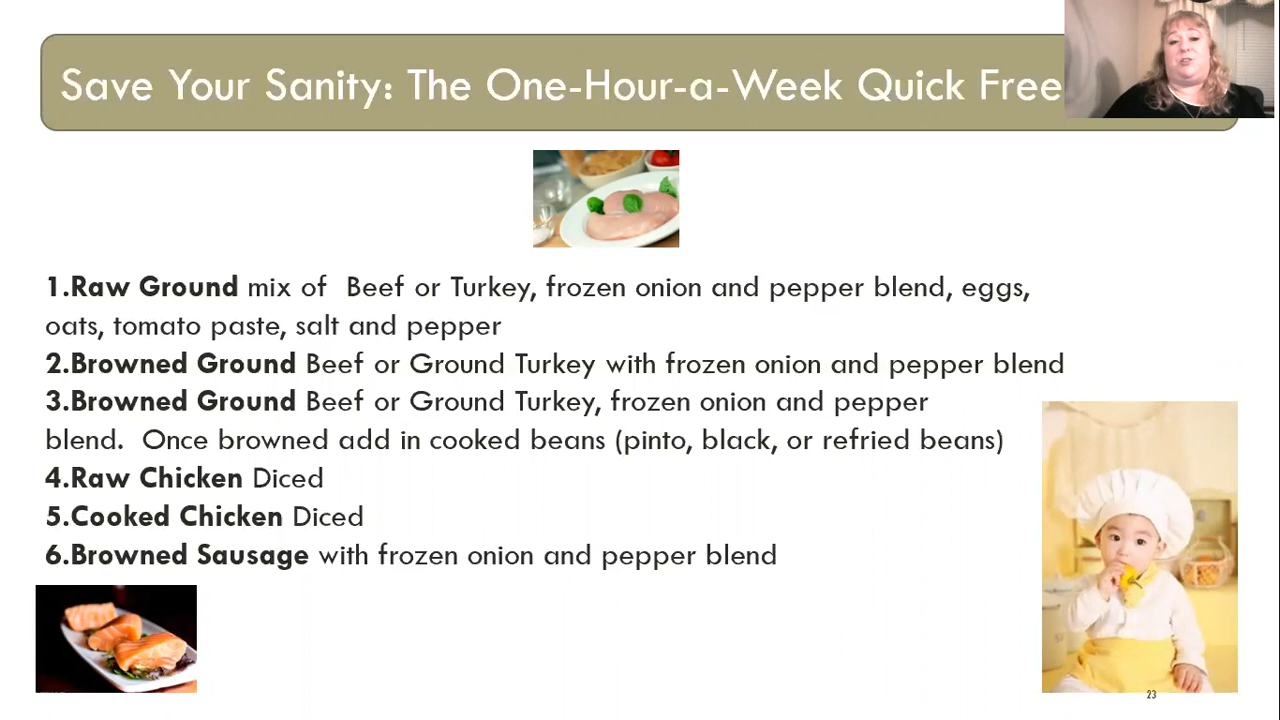 Save Your Sanity: The One-Hour-a-Week Quick Free
1.Raw Ground mix of  Beef or Turkey, frozen onion and pepper blend, eggs,
oats, tomato paste, salt and pepper
2.Browned Ground Beef or Ground Turkey with frozen onion and pepper blend
3.Browned Ground Beef or Ground Turkey, frozen onion and pepper
blend.  Once browned add in cooked beans (pinto, black, or refried beans)
4.Raw Chicken Diced
5.Cooked Chicken Diced
6.Browned Sausage with frozen onion and pepper blend
23